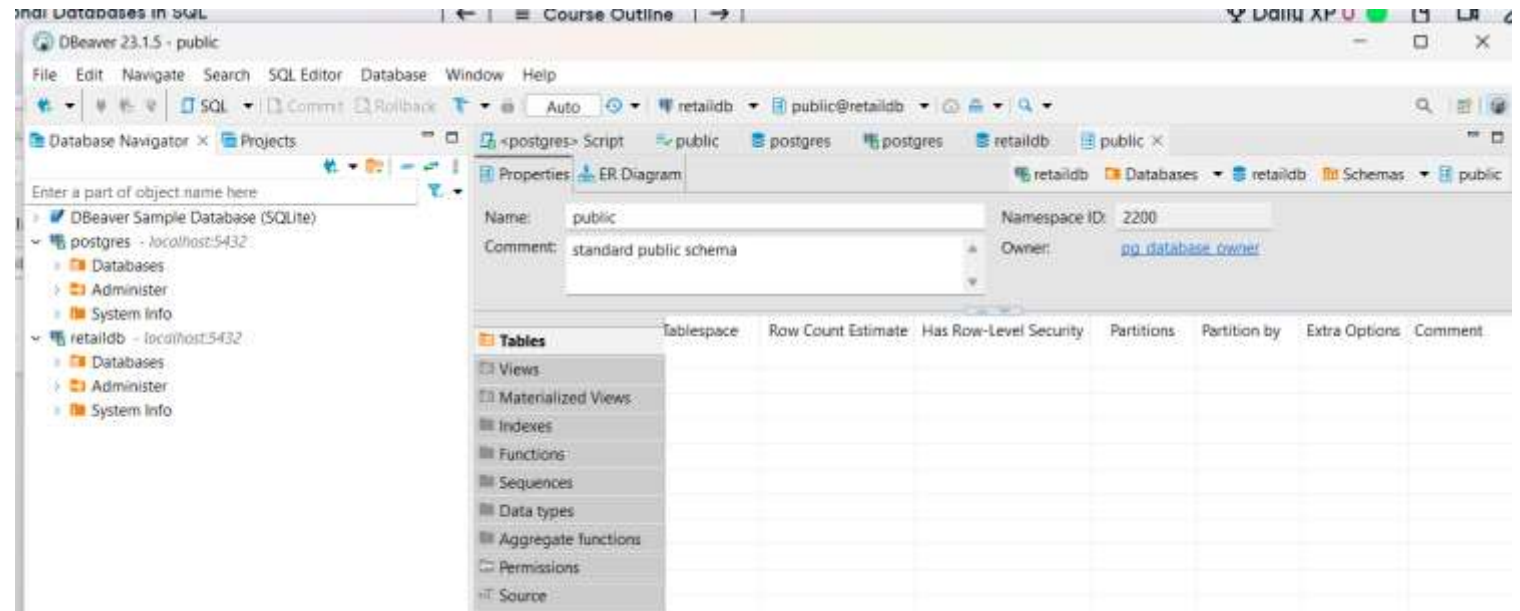 onal Databases in SQL Course Outline Daily XP 0
DBeaver 23.1.5 - public
File Edit Navigate Search SQL Editor Database Window Help
SQL Commit Rollback Auto retaildb public@retaildb
Database Navigator Projects
<postgres> Script public postgres postgres retaildb public
Properties ER Diagram retaildb Databases retaildb Schemas public
Enter a part of object name here
DBeaver Sample Database (SQLite)
postgres - localhost:5432
Databases
Administer
System Info
retaildb - localhost:5432
Databases
Administer
System Info
Name: public Namespace ID: 2200
Comment: standard public schema Owner: pg_database_owner
Tables
Views
Materialized Views
Indexes
Functions
Sequences
Data types
Aggregate functions
Permissions
Source
Tablespace Row Count Estimate Has Row-Level Security Partitions Partition by Extra Options Comment